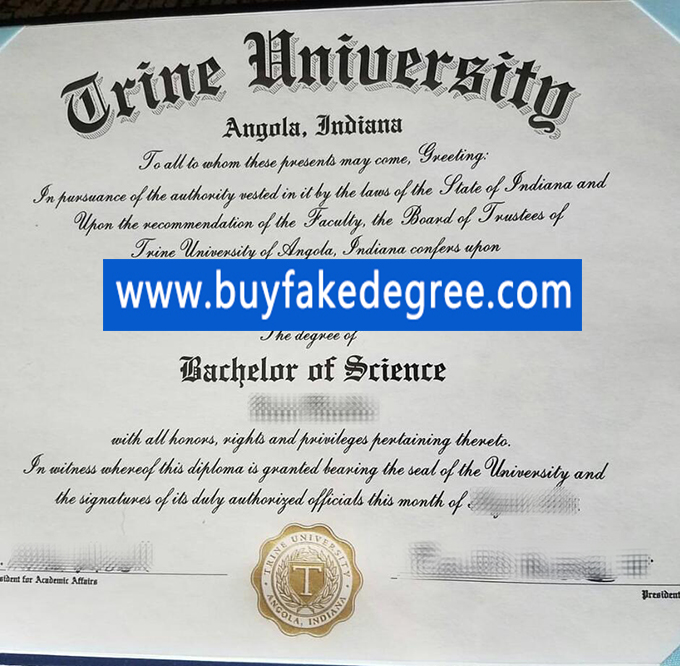 Trine University
Angola, Indiana
To all to whom these presents may come, Greeting:
In pursuance of the authority vested in it by the laws of the State of Indiana and
Upon the recommendation of the Faculty, the Board of Trustees of
Trine University of Angola, Indiana confers upon
www.buyfakedegree.com
The degree of
Bachelor of Science
with all honors, rights and privileges pertaining thereto.
In witness whereof this diploma is granted bearing the seal of the University and
the signatures of its duly authorized officials this month of
TRINE UNIVERSITY
T
ANGOLA, INDIANA
sident for Academic Affairs
President